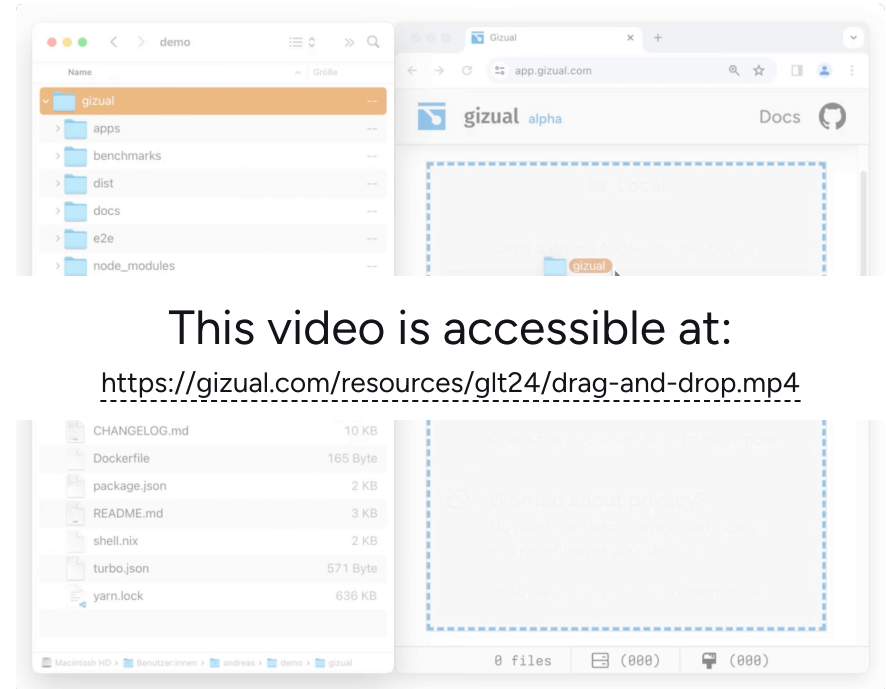 demo
Name
Größe
gizual
--
apps
--
benchmarks
--
dist
--
docs
--
e2e
--
node_modules
--
Gizual
app.gizual.com
gizual alpha
Docs
Local
gizual
This video is accessible at:
https://gizual.com/resources/glt24/drag-and-drop.mp4
CHANGELOG.md
10 KB
Dockerfile
165 Byte
package.json
2 KB
README.md
3 KB
shell.nix
2 KB
turbo.json
571 Byte
yarn.lock
636 KB
Worried about privacy?
Macintosh HD › Benutzer:innen › andreas › demo › gizual
0 files
(000)
(000)